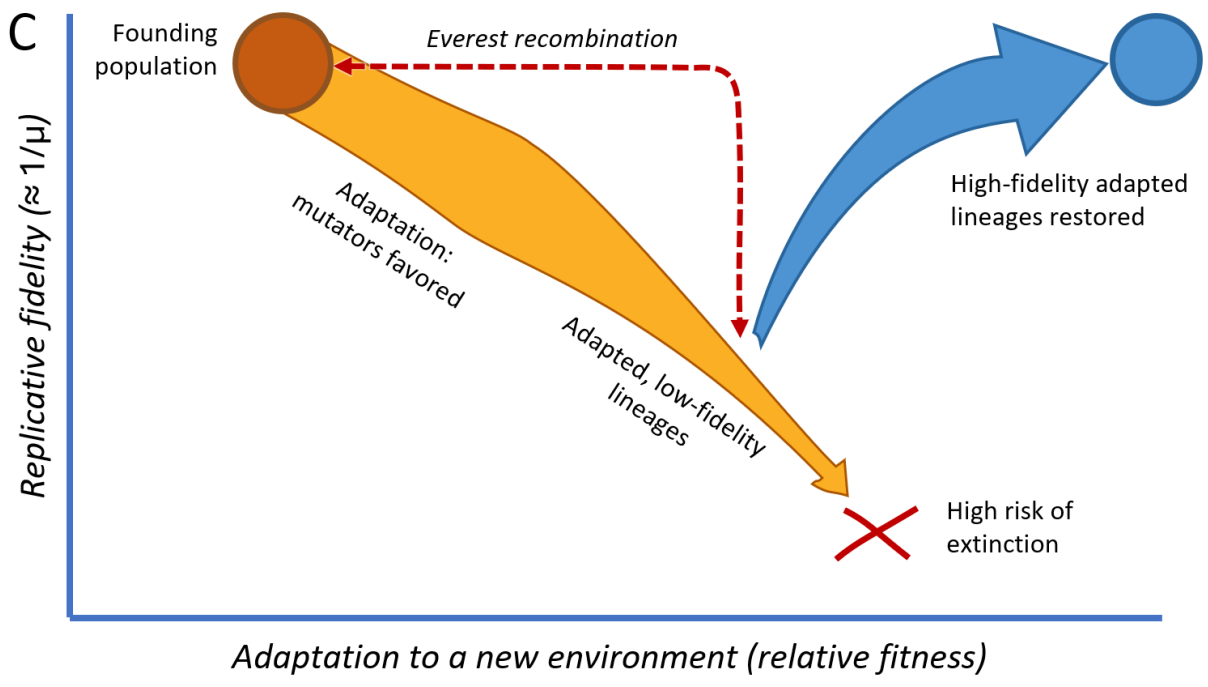 C
Founding
population
Everest recombination
High-fidelity adapted
lineages restored
Adaptation:
mutators favored
Adapted, low-fidelity
lineages
High risk of
extinction
Replicative fidelity (≈ 1/μ)
Adaptation to a new environment (relative fitness)